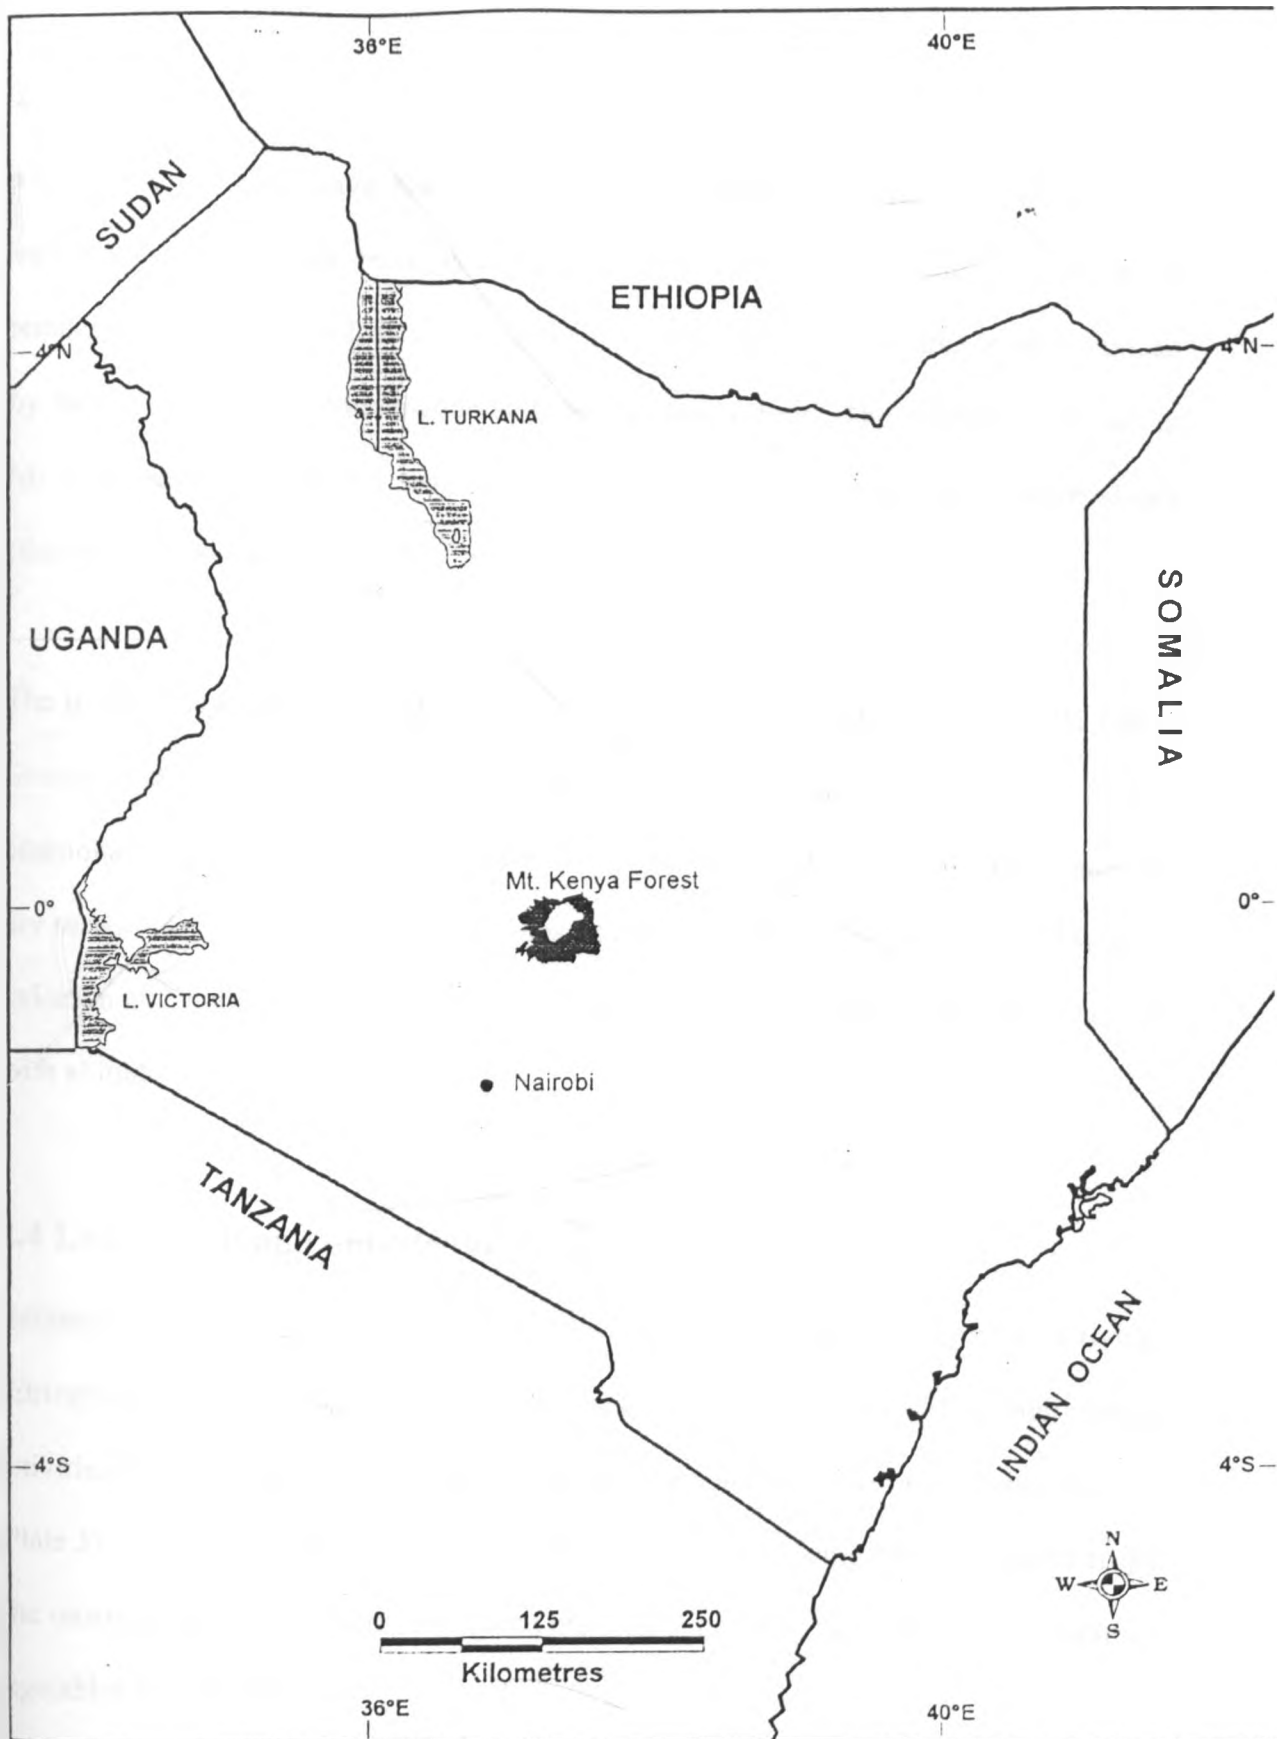 36°E
40°E
SUDAN
ETHIOPIA
4°N
4°N
L. TURKANA
SOMALIA
UGANDA
Mt. Kenya Forest
0°
0°
L. VICTORIA
Nairobi
TANZANIA
INDIAN OCEAN
4°S
4°S
N
W
E
S
0
125
250
Kilometres
36°E
40°E